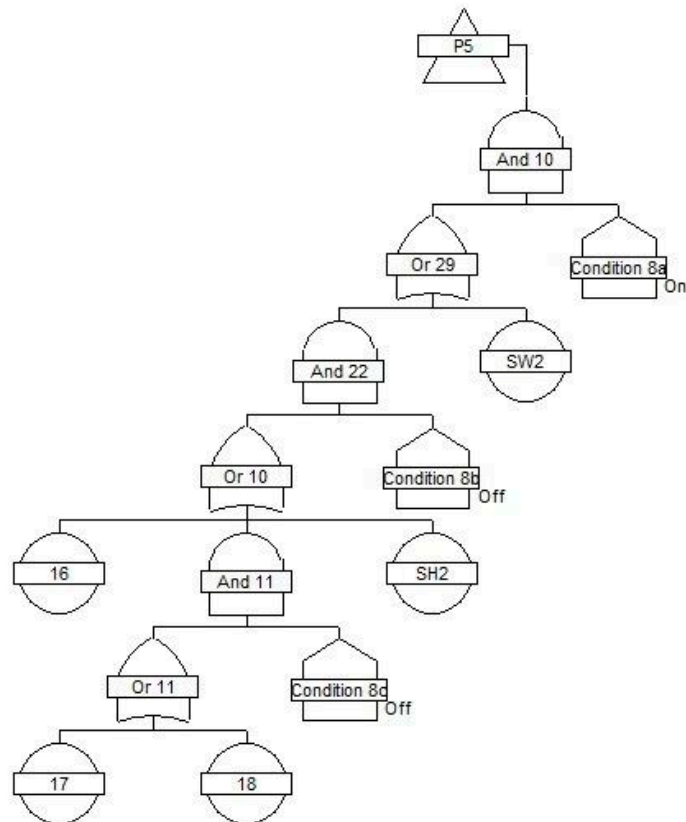 P5
And 10
Or 29
Condition 8a
On
And 22
SW2
Or 10
Condition 8b
Off
16
And 11
SH2
Or 11
Condition 8c
Off
17
18